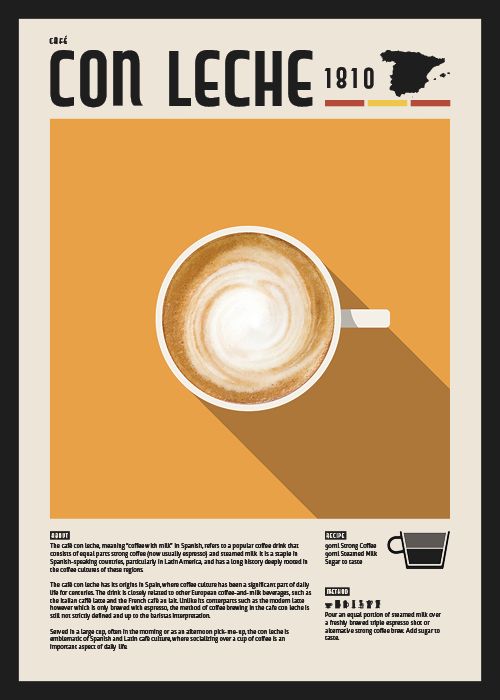 CAFÉ
CON LECHE
1810
ABOUT
The café con leche, meaning "coffee with milk" in Spanish, refers to a popular coffee drink that
consists of equal parts strong coffee (now usually espresso) and steamed milk. It is a staple in
Spanish-speaking countries, particularly in Latin America, and has a long history deeply rooted in
the coffee cultures of these regions.
The café con leche has its origins in Spain, where coffee culture has been a significant part of daily
life for centuries. The drink is closely related to other European coffee-and-milk beverages, such as
the Italian caffè latte and the French café au lait. Unlike its conterparts such as the modern latte
however which is only brewed with espresso, the method of coffee brewing in the cafe con leche is
still not strictly defined and up to the baristas interpretation.
Served in a large cup, often in the morning or as an afternoon pick-me-up, the con leche is
emblematic of Spanish and Latin café culture, where socializing over a cup of coffee is an
important aspect of daily life.
RECIPE
90ml Strong Coffee
90ml Steamed Milk
Sugar to taste
METHOD
Pour an equal portion of steamed milk over
a freshly brewed triple espresso shot or
alternative strong coffee brew. Add sugar to
taste.